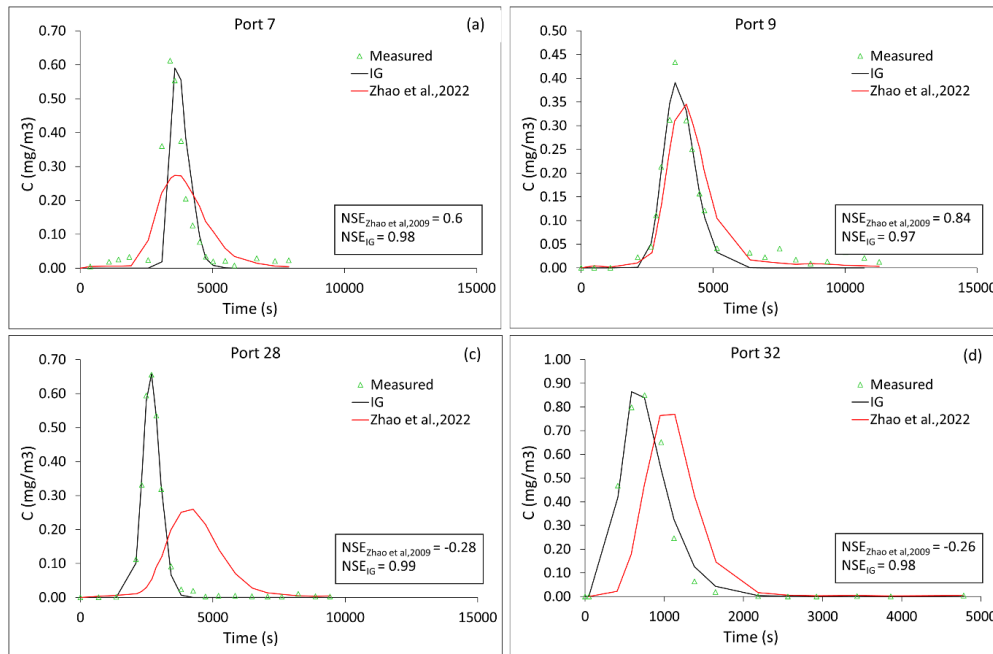 Port 7
(a)
0.70
0.60
0.50
0.40
0.30
0.20
0.10
0.00
C (mg/m3)
0
5000
10000
15000
Time (s)
Measured
IG
Zhao et al.,2022
NSEZhao et al,2009 = 0.6
NSEIG = 0.98
Port 9
0.50
0.45
0.40
0.35
0.30
0.25
0.20
0.15
0.10
0.05
0.00
C (mg/m3)
0
5000
10000
15000
Time (s)
Measured
IG
Zhao et al.,2022
NSEZhao et al,2009 = 0.84
NSEIG = 0.97
Port 28
(c)
0.70
0.60
0.50
0.40
0.30
0.20
0.10
0.00
C (mg/m3)
0
5000
10000
15000
Time (s)
Measured
IG
Zhao et al.,2022
NSEZhao et al,2009 = -0.28
NSEIG = 0.99
Port 32
(d)
1.00
0.90
0.80
0.70
0.60
0.50
0.40
0.30
0.20
0.10
0.00
C (mg/m3)
0
1000
2000
3000
4000
5000
Time (s)
Measured
IG
Zhao et al.,2022
NSEZhao et al,2009 = -0.26
NSEIG = 0.98